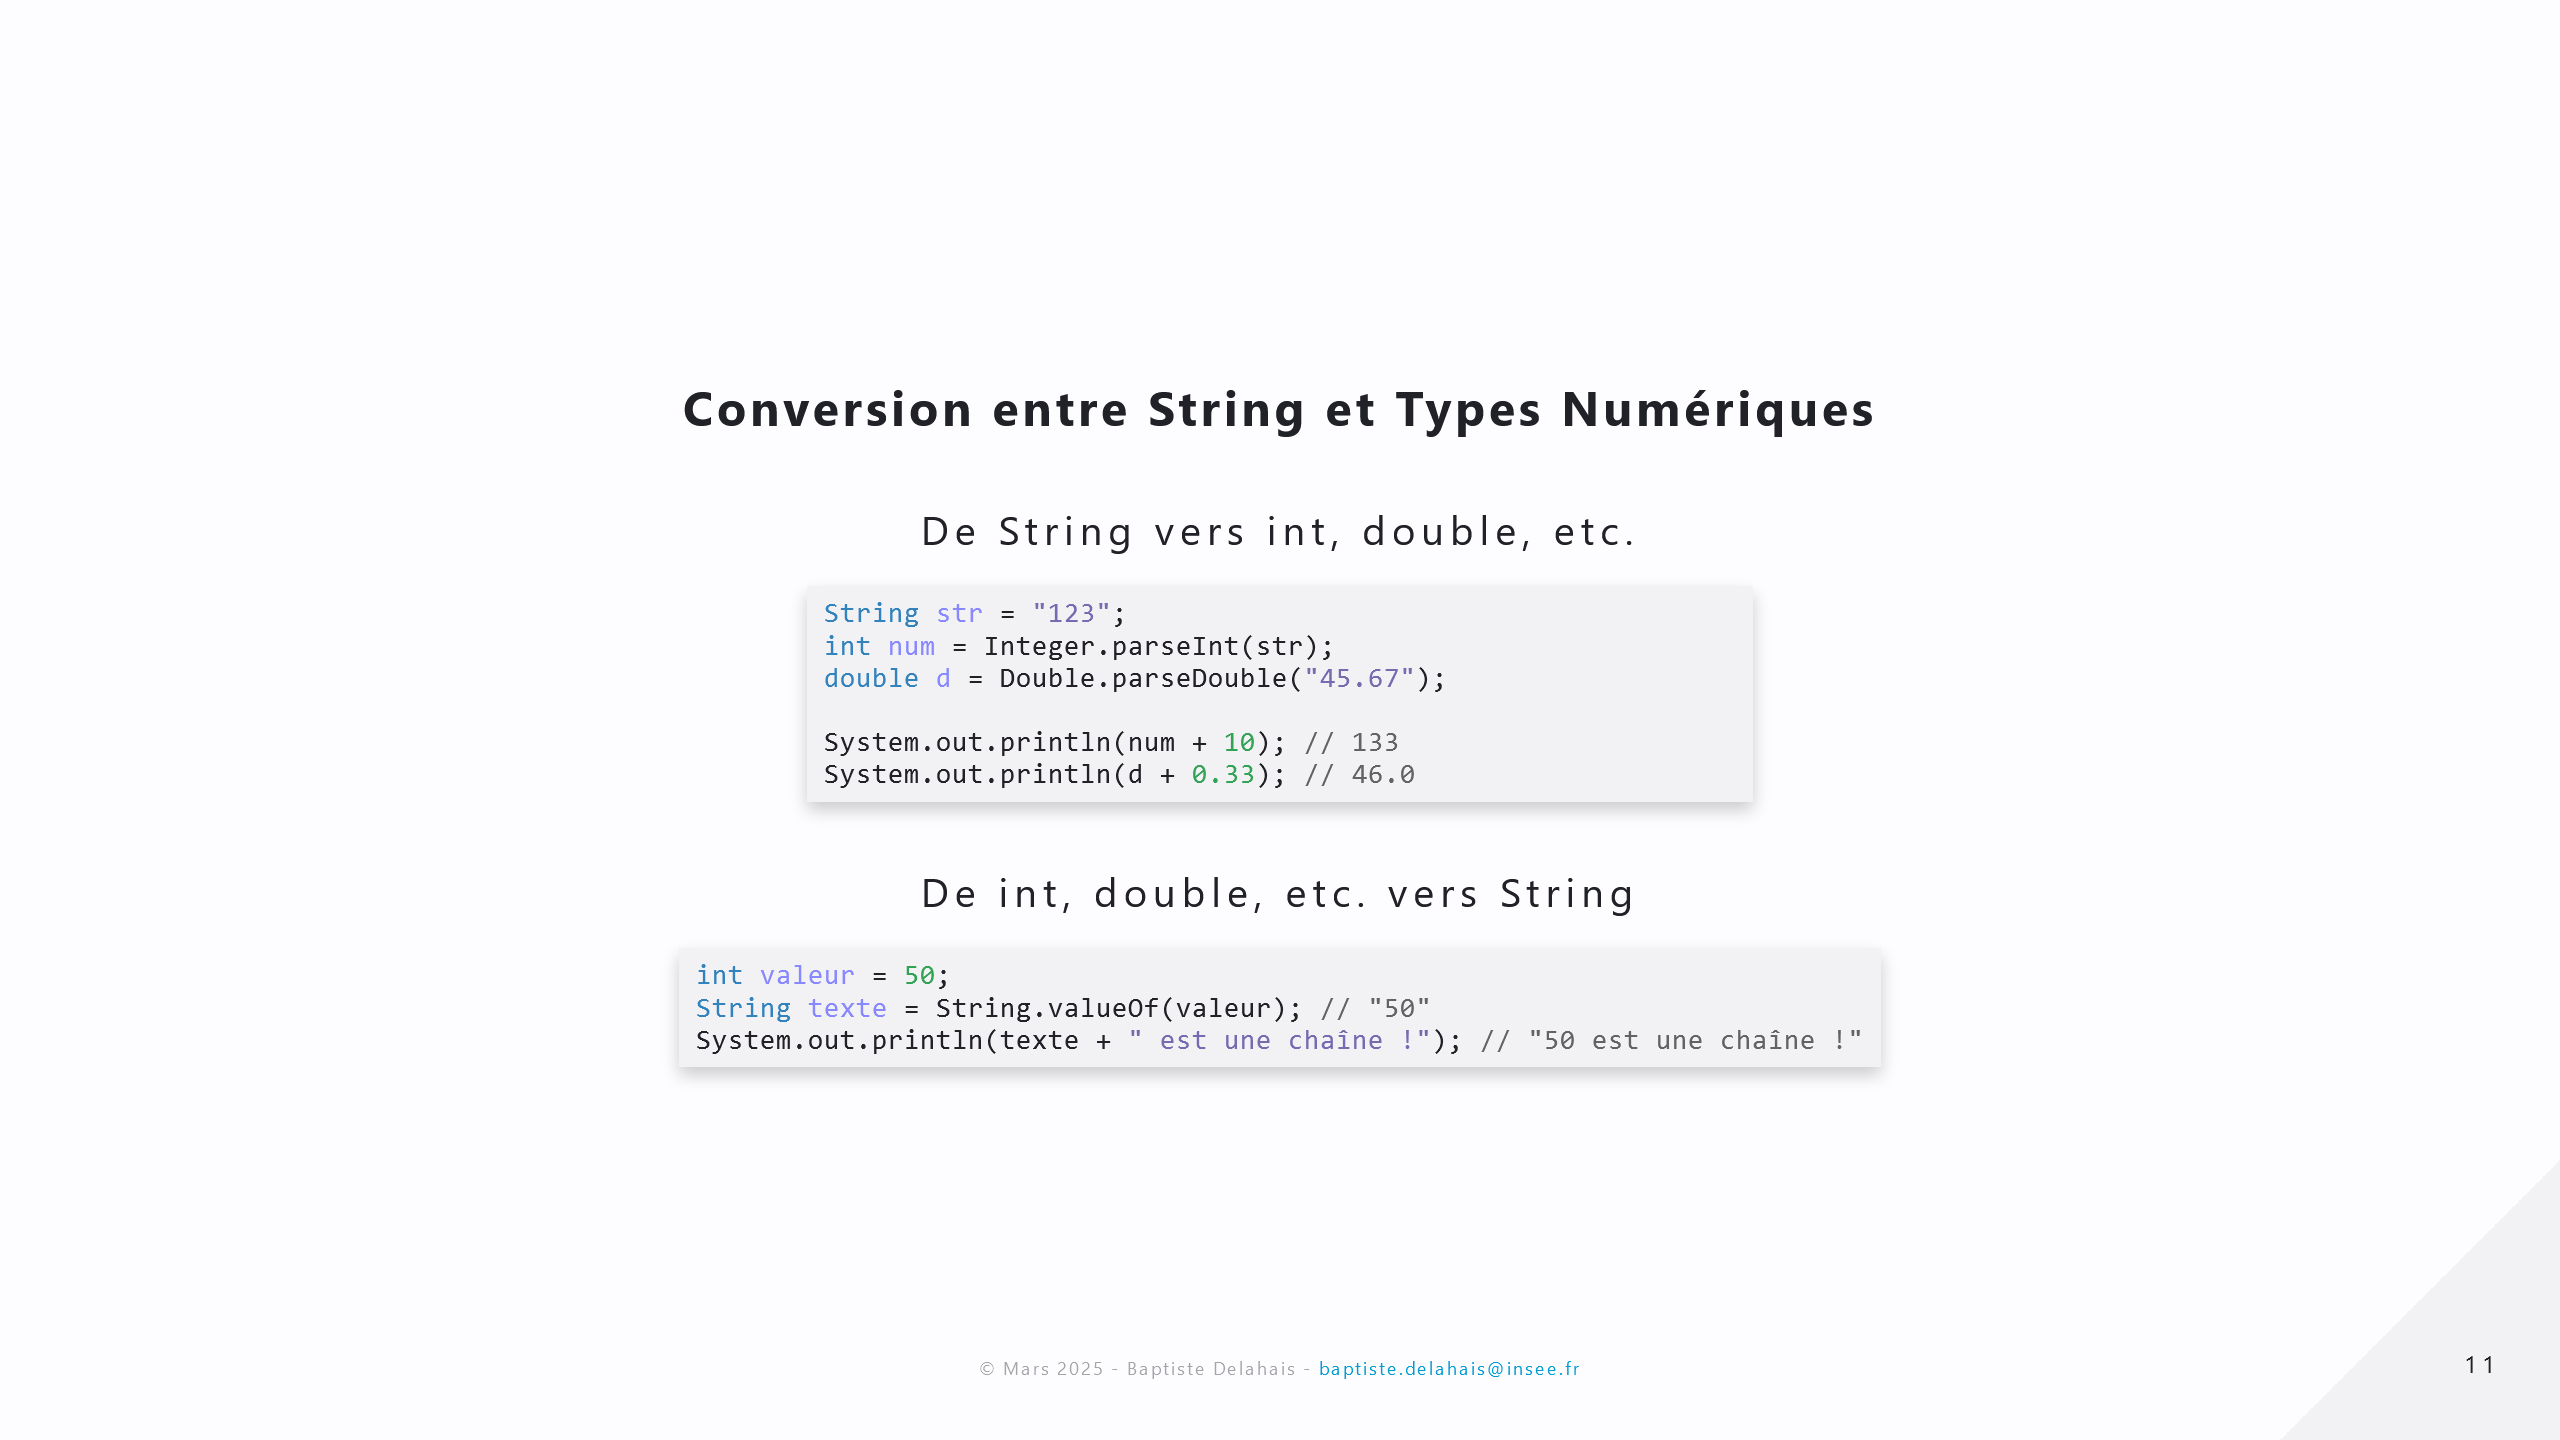 Conversion entre String et Types Numériques
De String vers int, double, etc.
String str = "123";
int num = Integer.parseInt(str);
double d = Double.parseDouble("45.67");
System.out.println(num + 10); // 133
System.out.println(d + 0.33); // 46.0
De int, double, etc. vers String
int valeur = 50;
String texte = String.valueOf(valeur); // "50"
System.out.println(texte + " est une chaîne !"); // "50 est une chaîne !"
© Mars 2025 - Baptiste Delahais - baptiste.delahais@insee.fr
11